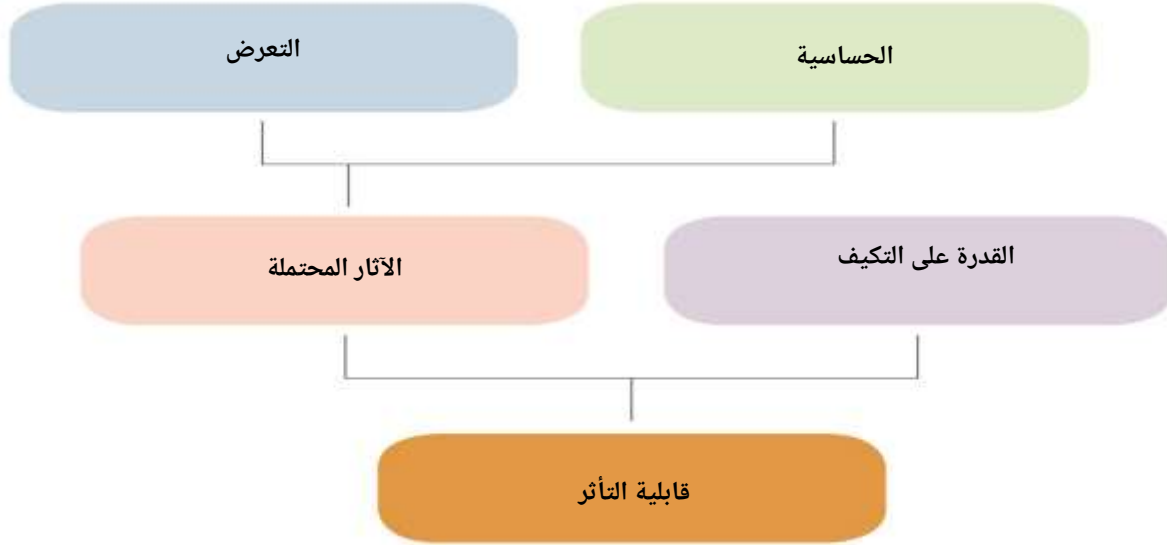 الحساسية
التعرض
القدرة على التكيف
الآثار المحتملة
قابلية التأثر